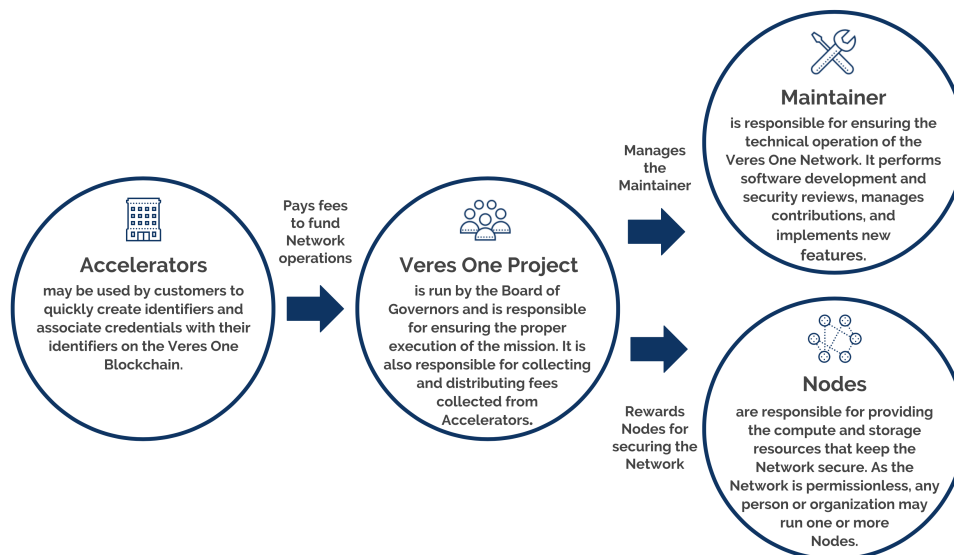 Accelerators
may be used by customers to
quickly create identifiers and
associate credentials with their
identifiers on the Veres One
Blockchain.
Pays fees
to fund
Network
operations
Veres One Project
is run by the Board of
Governors and is responsible
for ensuring the proper
execution of the mission. It is
also responsible for collecting
and distributing fees
collected from
Accelerators.
Manages
the
Maintainer
Maintainer
is responsible for ensuring the
technical operation of the
Veres One Network. It performs
software development and
security reviews, manages
contributions, and
implements new
features.
Rewards
Nodes for
securing the
Network
Nodes
are responsible for providing
the compute and storage
resources that keep the
Network secure. As the
Network is permissionless, any
person or organization may
run one or more
Nodes.